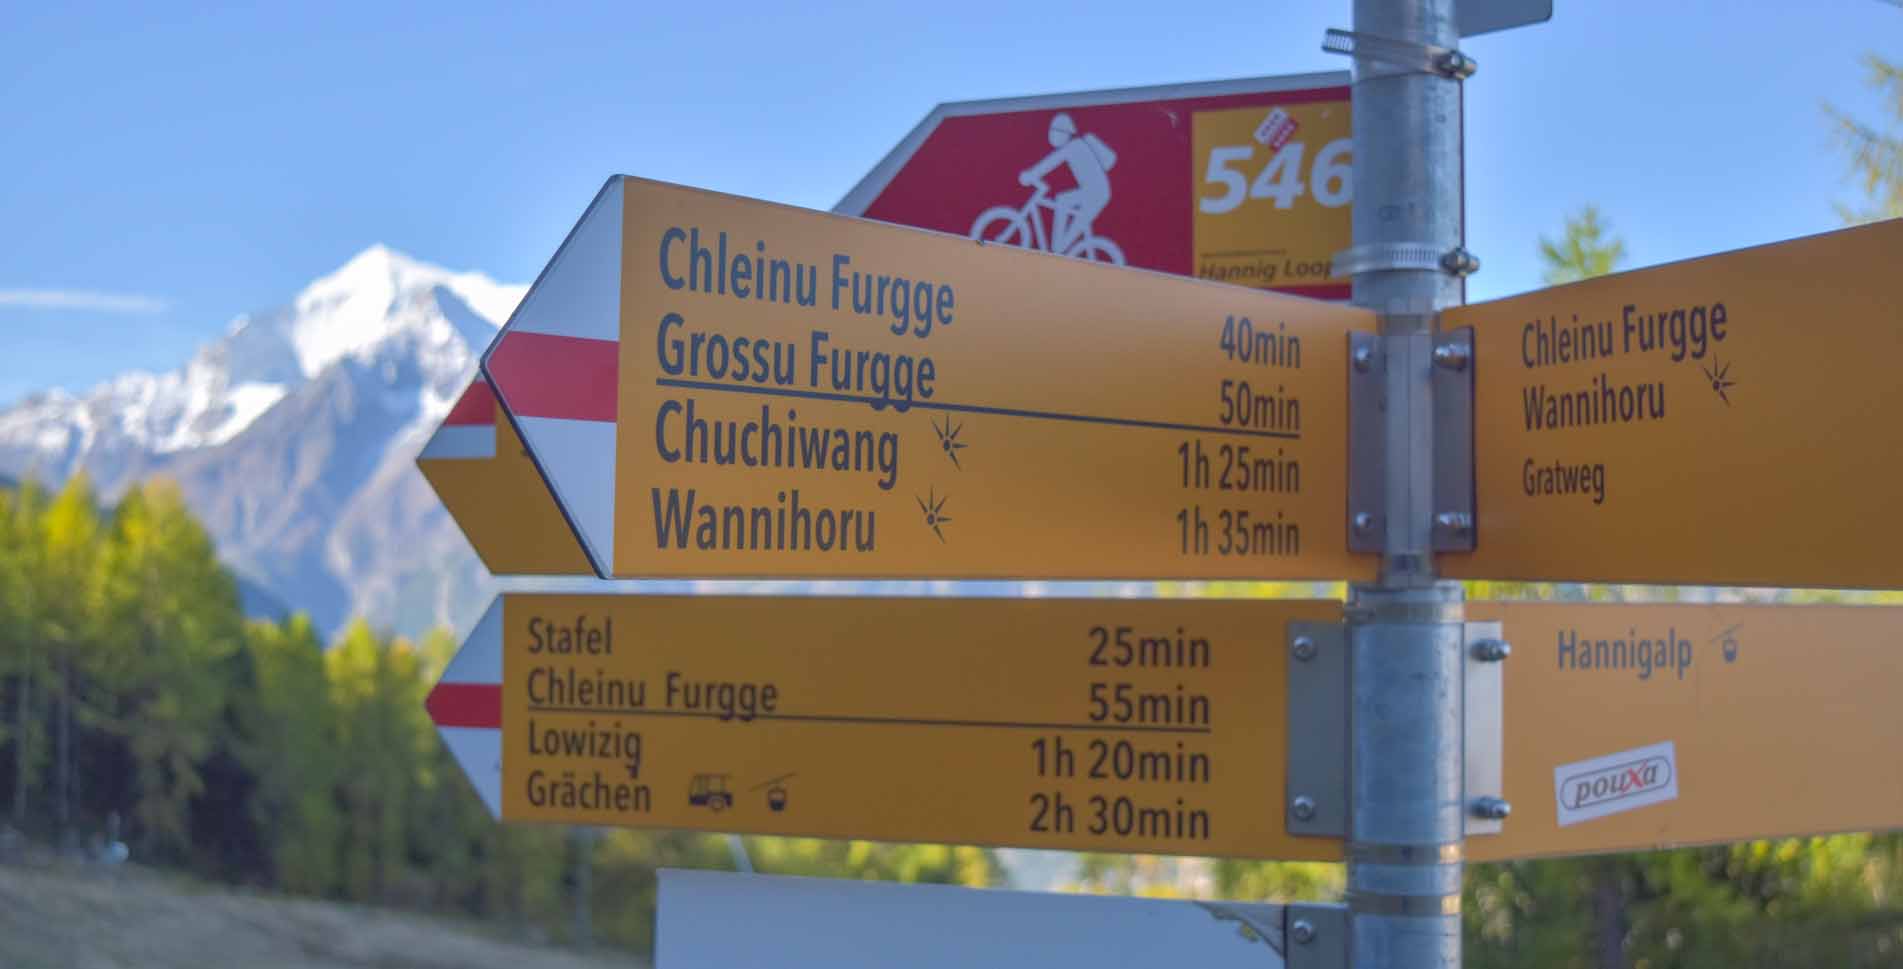 546
Hannig Loop
Chleinu Furgge 40min
Grossu Furgge 50min
Chuchiwang 1h 25min
Wannihoru 1h 35min
Chleinu Furgge
Wannihoru
Gratweg
Stafel 25min
Chleinu Furgge 55min
Lowizig 1h 20min
Grächen 2h 30min
Hannigalp
pouxa